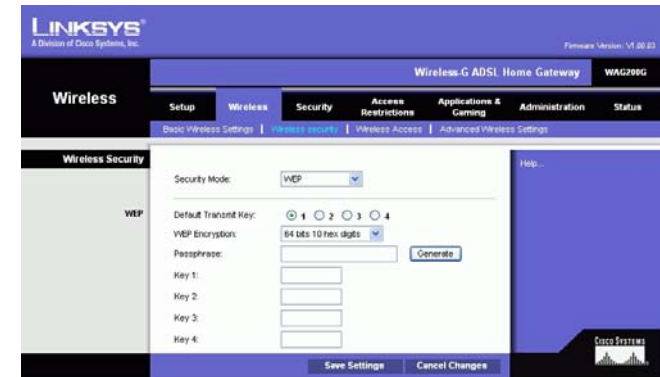 LINKSYS®
A Division of Cisco Systems, Inc.
Firmware Version: V1.00.03
Wireless-G ADSL Home Gateway WAG200G
Wireless
Setup Wireless Security Access Restrictions Applications & Gaming Administration Status
Basic Wireless Settings | Wireless security | Wireless Access | Advanced Wireless Settings
Wireless Security
Help...
Security Mode: WEP
WEP
Default Transmit Key: 1 2 3 4
WEP Encryption: 64 bits 10 hex digits
Passphrase: Generate
Key 1:
Key 2:
Key 3:
Key 4:
CISCO SYSTEMS
Save Settings Cancel Changes